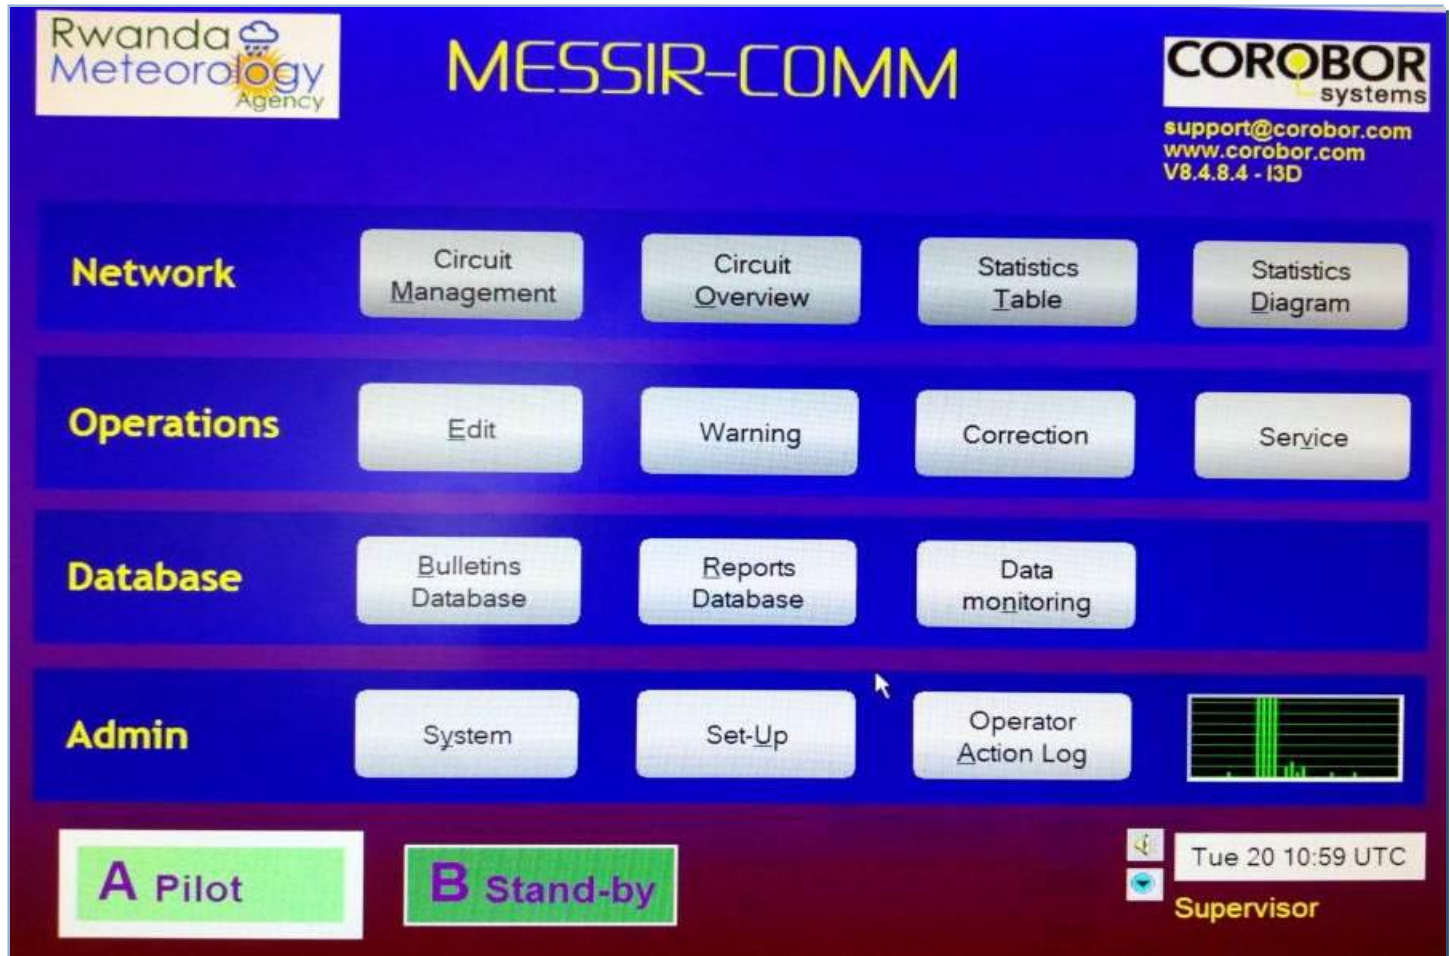 Rwanda
Meteorology
Agency
MESSIR-COMM
COROBOR
systems
support@corobor.com
www.corobor.com
V8.4.8.4 - I3D
Network
Circuit
Management
Circuit
Overview
Statistics
Table
Statistics
Diagram
Operations
Edit
Warning
Correction
Service
Database
Bulletins
Database
Reports
Database
Data
monitoring
Admin
System
Set-Up
Operator
Action Log
A Pilot
B Stand-by
Tue 20 10:59 UTC
Supervisor